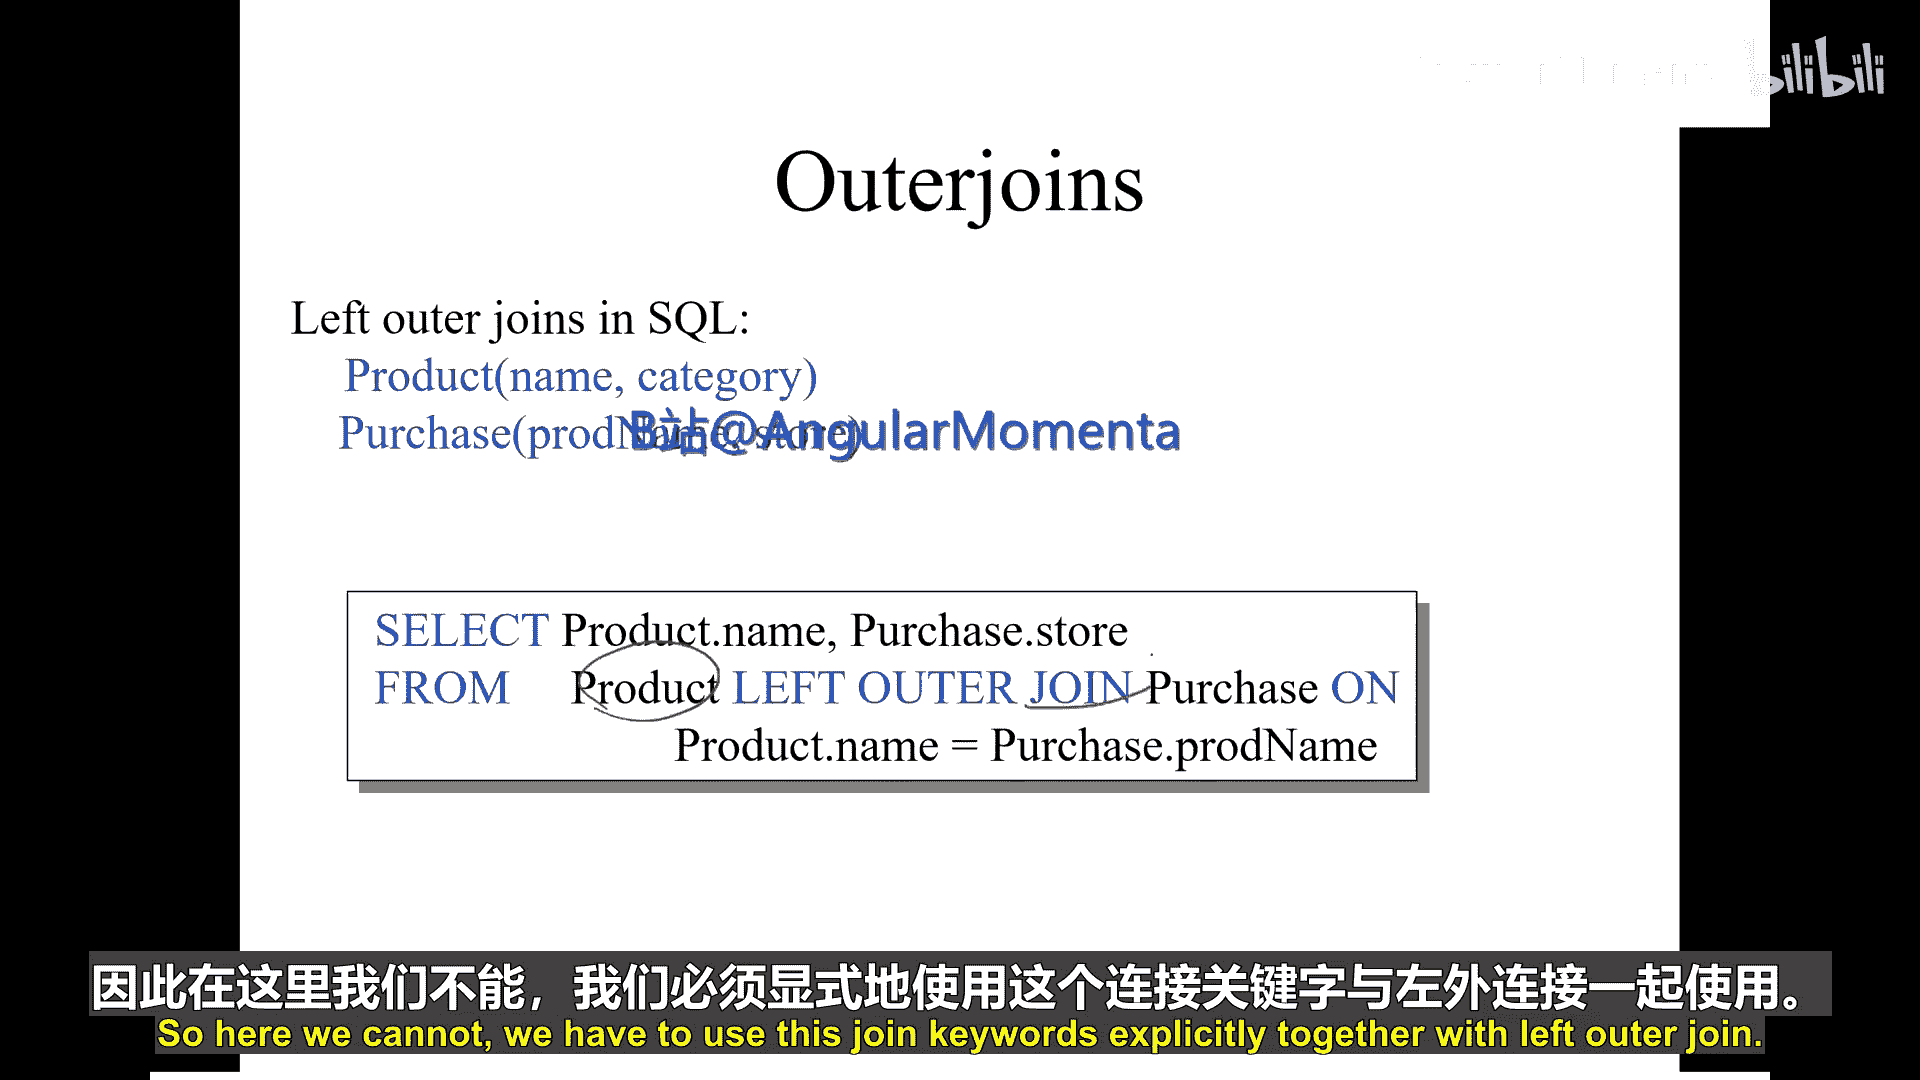 bilibili
Outerjoins
Left outer joins in SQL:
Product(name, category)
Purchase(prodName, store)
B站@AngularMomenta
SELECT Product.name, Purchase.store
FROM Product LEFT OUTER JOIN Purchase ON
Product.name = Purchase.prodName
因此在这里我们不能，我们必须显式地使用这个连接关键字与左外连接一起使用。
So here we cannot, we have to use this join keywords explicitly together with left outer join.